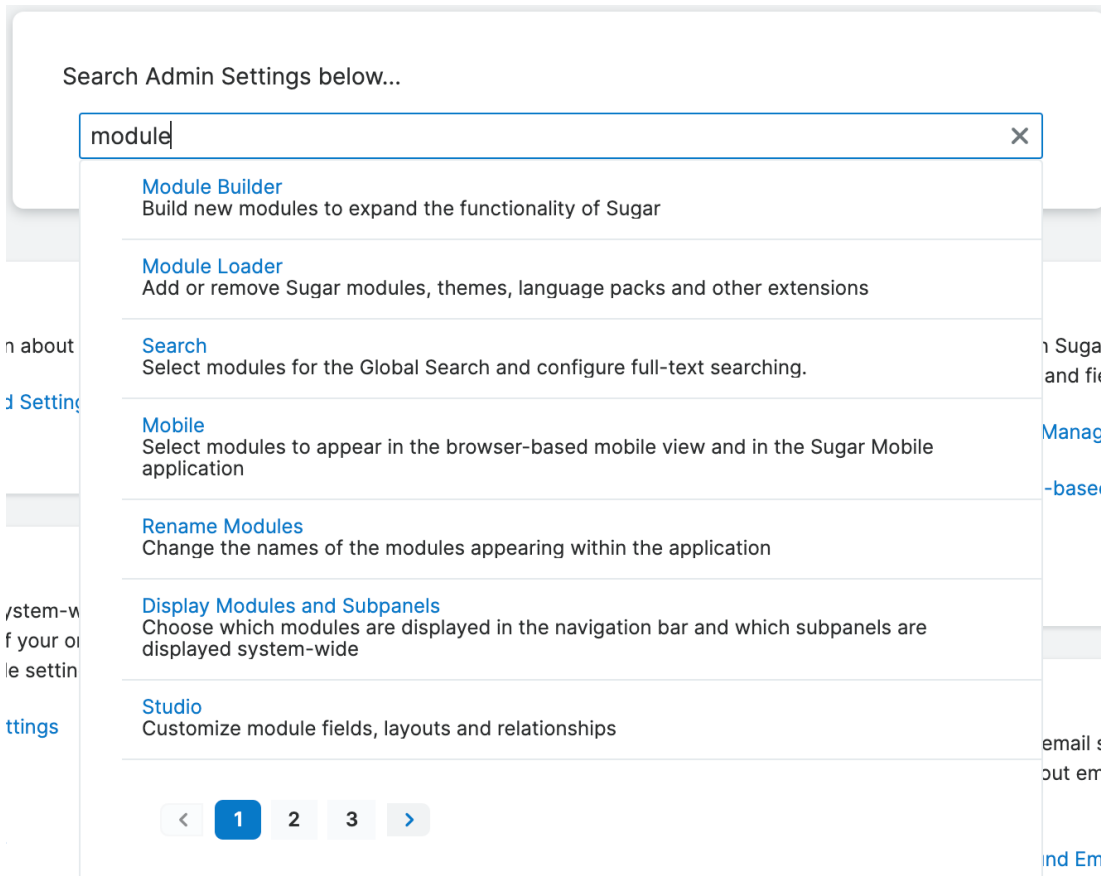 Search Admin Settings below...
module
Module Builder
Build new modules to expand the functionality of Sugar
Module Loader
Add or remove Sugar modules, themes, language packs and other extensions
Search
Select modules for the Global Search and configure full-text searching.
Mobile
Select modules to appear in the browser-based mobile view and in the Sugar Mobile
application
Rename Modules
Change the names of the modules appearing within the application
Display Modules and Subpanels
Choose which modules are displayed in the navigation bar and which subpanels are
displayed system-wide
Studio
Customize module fields, layouts and relationships
1 2 3
about
and
email